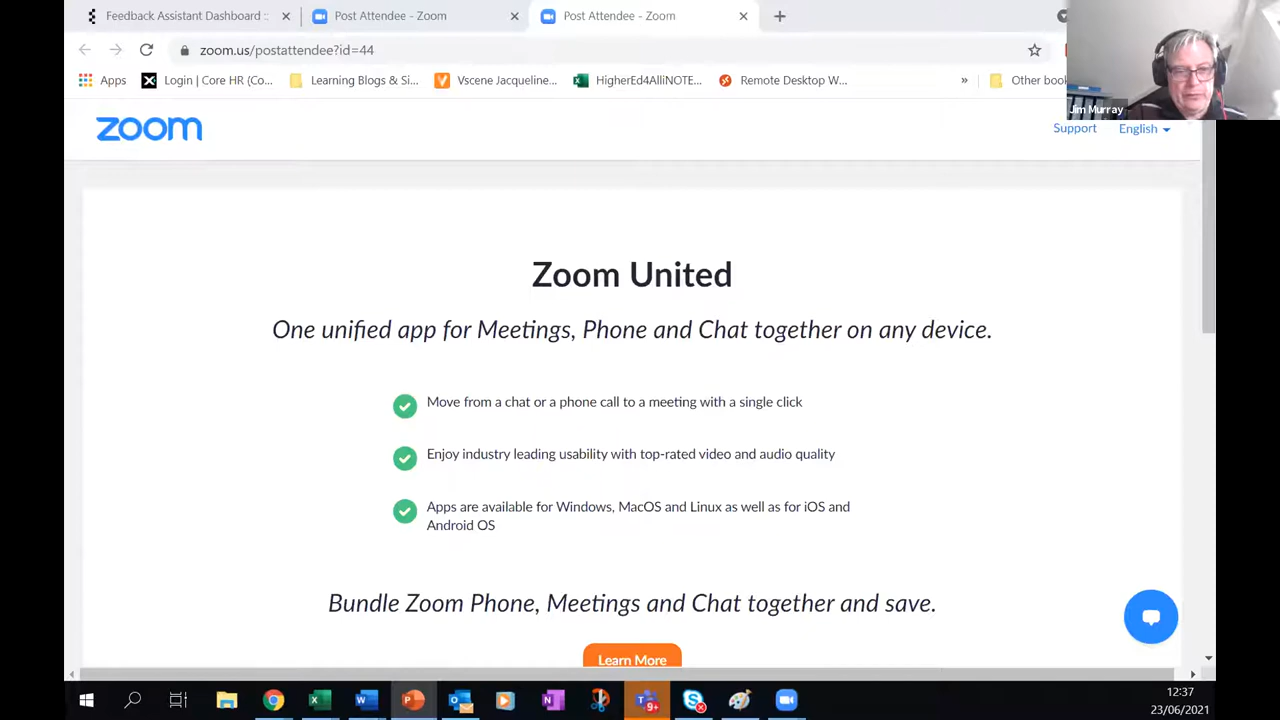 Feedback Assistant Dashboard ::
Post Attendee - Zoom
Post Attendee - Zoom
zoom.us/postattendee?id=44
Apps
Login | Core HR (Co...
Learning Blogs & Si...
Vscene Jacqueline...
HigherEd4AlliNOTE...
Remote Desktop W...
»
Other book
Jim Murray
zoom
Support
English
Zoom United
One unified app for Meetings, Phone and Chat together on any device.
Move from a chat or a phone call to a meeting with a single click
Enjoy industry leading usability with top-rated video and audio quality
Apps are available for Windows, MacOS and Linux as well as for iOS and
Android OS
Bundle Zoom Phone, Meetings and Chat together and save.
Learn More
9+
12:37
23/06/2021